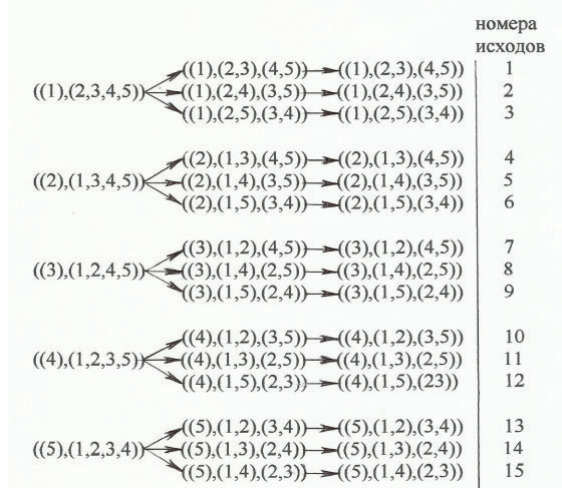 номера
исходов
((1),(2,3),(4,5)) ((1),(2,3),(4,5)) 1
((1),(2,3,4,5)) ((1),(2,4),(3,5)) ((1),(2,4),(3,5)) 2
((1),(2,5),(3,4)) ((1),(2,5),(3,4)) 3
((2),(1,3),(4,5)) ((2),(1,3),(4,5)) 4
((2),(1,3,4,5)) ((2),(1,4),(3,5)) ((2),(1,4),(3,5)) 5
((2),(1,5),(3,4)) ((2),(1,5),(3,4)) 6
((3),(1,2),(4,5)) ((3),(1,2),(4,5)) 7
((3),(1,2,4,5)) ((3),(1,4),(2,5)) ((3),(1,4),(2,5)) 8
((3),(1,5),(2,4)) ((3),(1,5),(2,4)) 9
((4),(1,2),(3,5)) ((4),(1,2),(3,5)) 10
((4),(1,2,3,5)) ((4),(1,3),(2,5)) ((4),(1,3),(2,5)) 11
((4),(1,5),(2,3)) ((4),(1,5),(23)) 12
((5),(1,2),(3,4)) ((5),(1,2),(3,4)) 13
((5),(1,2,3,4)) ((5),(1,3),(2,4)) ((5),(1,3),(2,4)) 14
((5),(1,4),(2,3)) ((5),(1,4),(2,3)) 15